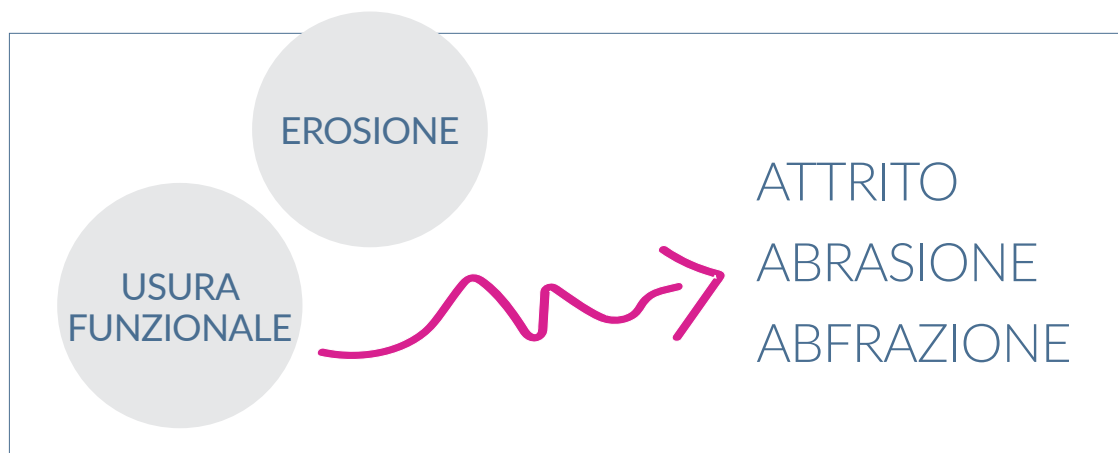 EROSIONE
USURA
FUNZIONALE
ATTRITO
ABRASIONE
ABFRAZIONE